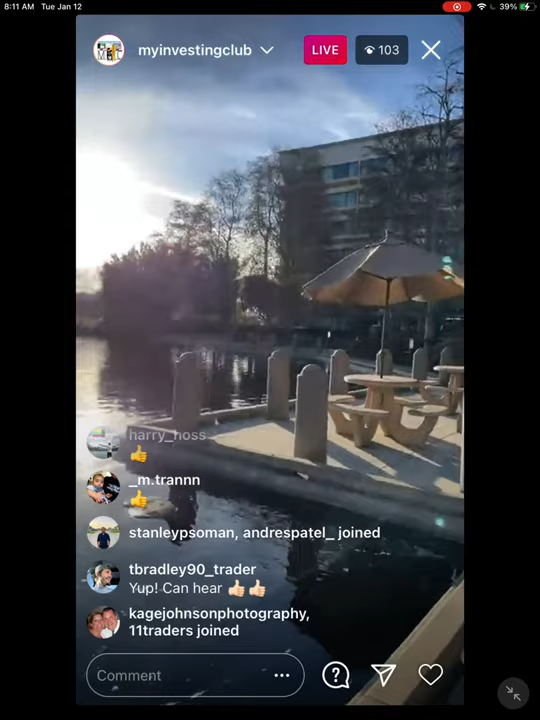 8:11 AM Tue Jan 12
39%
myinvestingclub
LIVE
103
harry_hoss
_m.trannn
stanleypsoman, andrespatel_ joined
tbradley90_trader
Yup! Can hear 👍🏻👍🏻
kagejohnsonphotography,
11traders joined
Comment